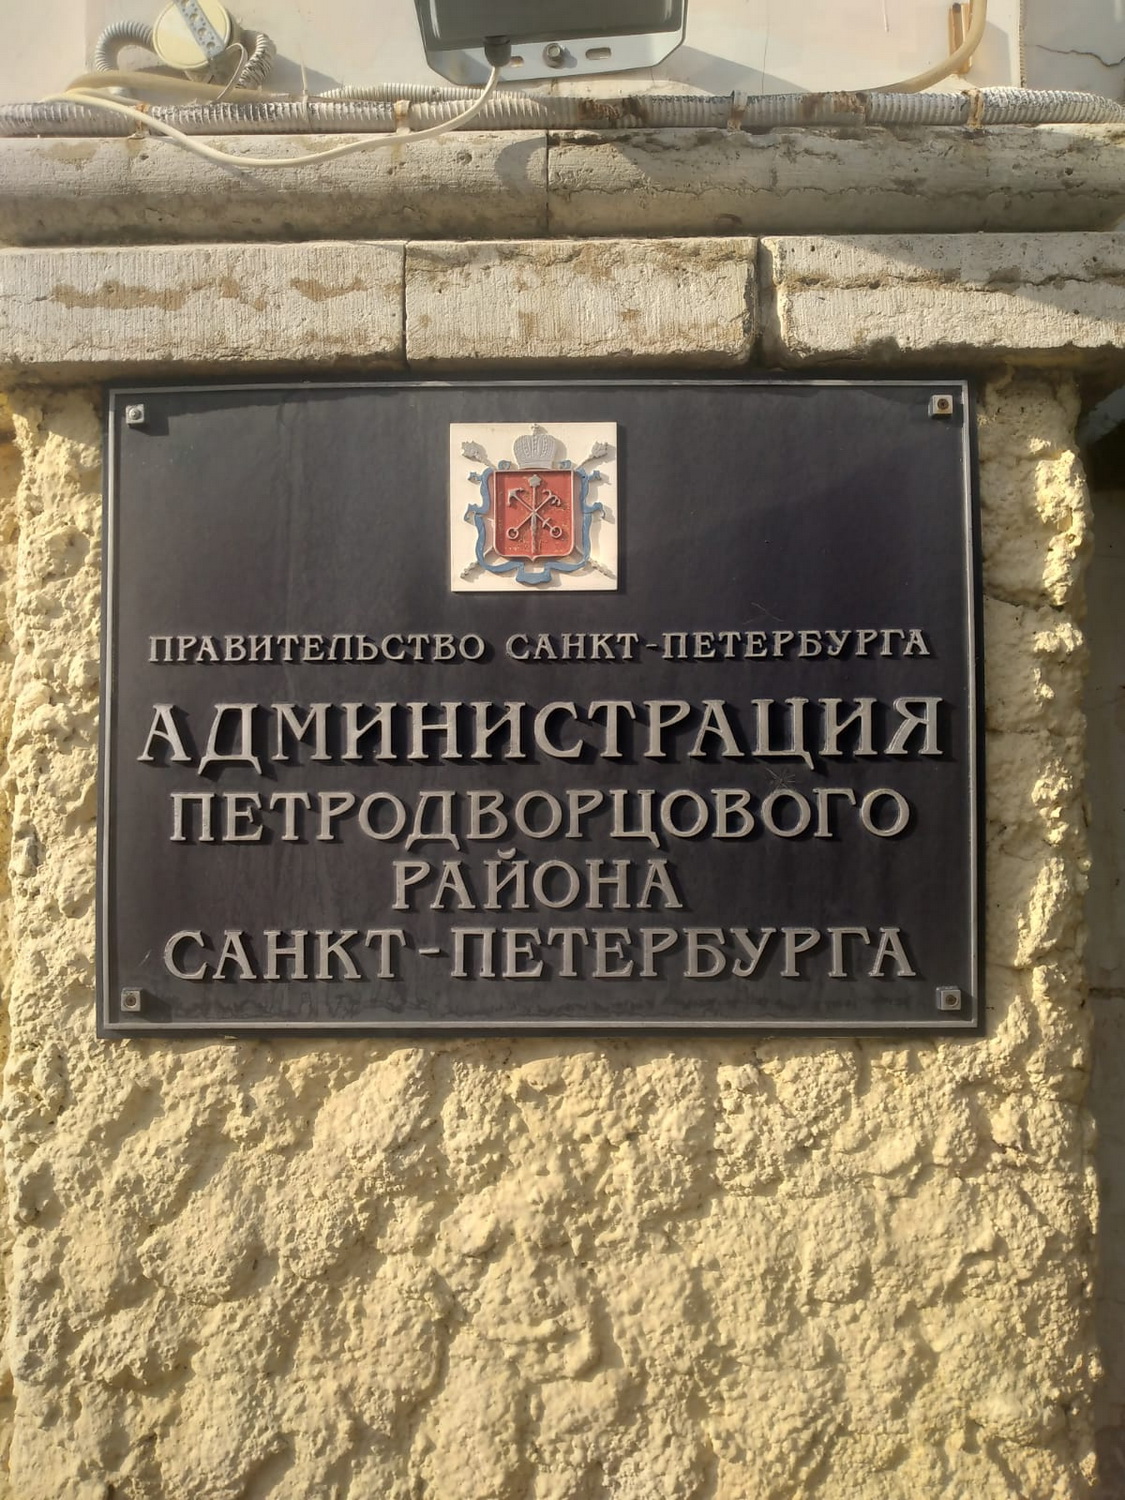 ПРАВИТЕЛЬСТВО САНКТ-ПЕТЕРБУРГА
АДМИНИСТРАЦИЯ
ПЕТРОДВОРЦОВОГО
РАЙОНА
САНКТ-ПЕТЕРБУРГА